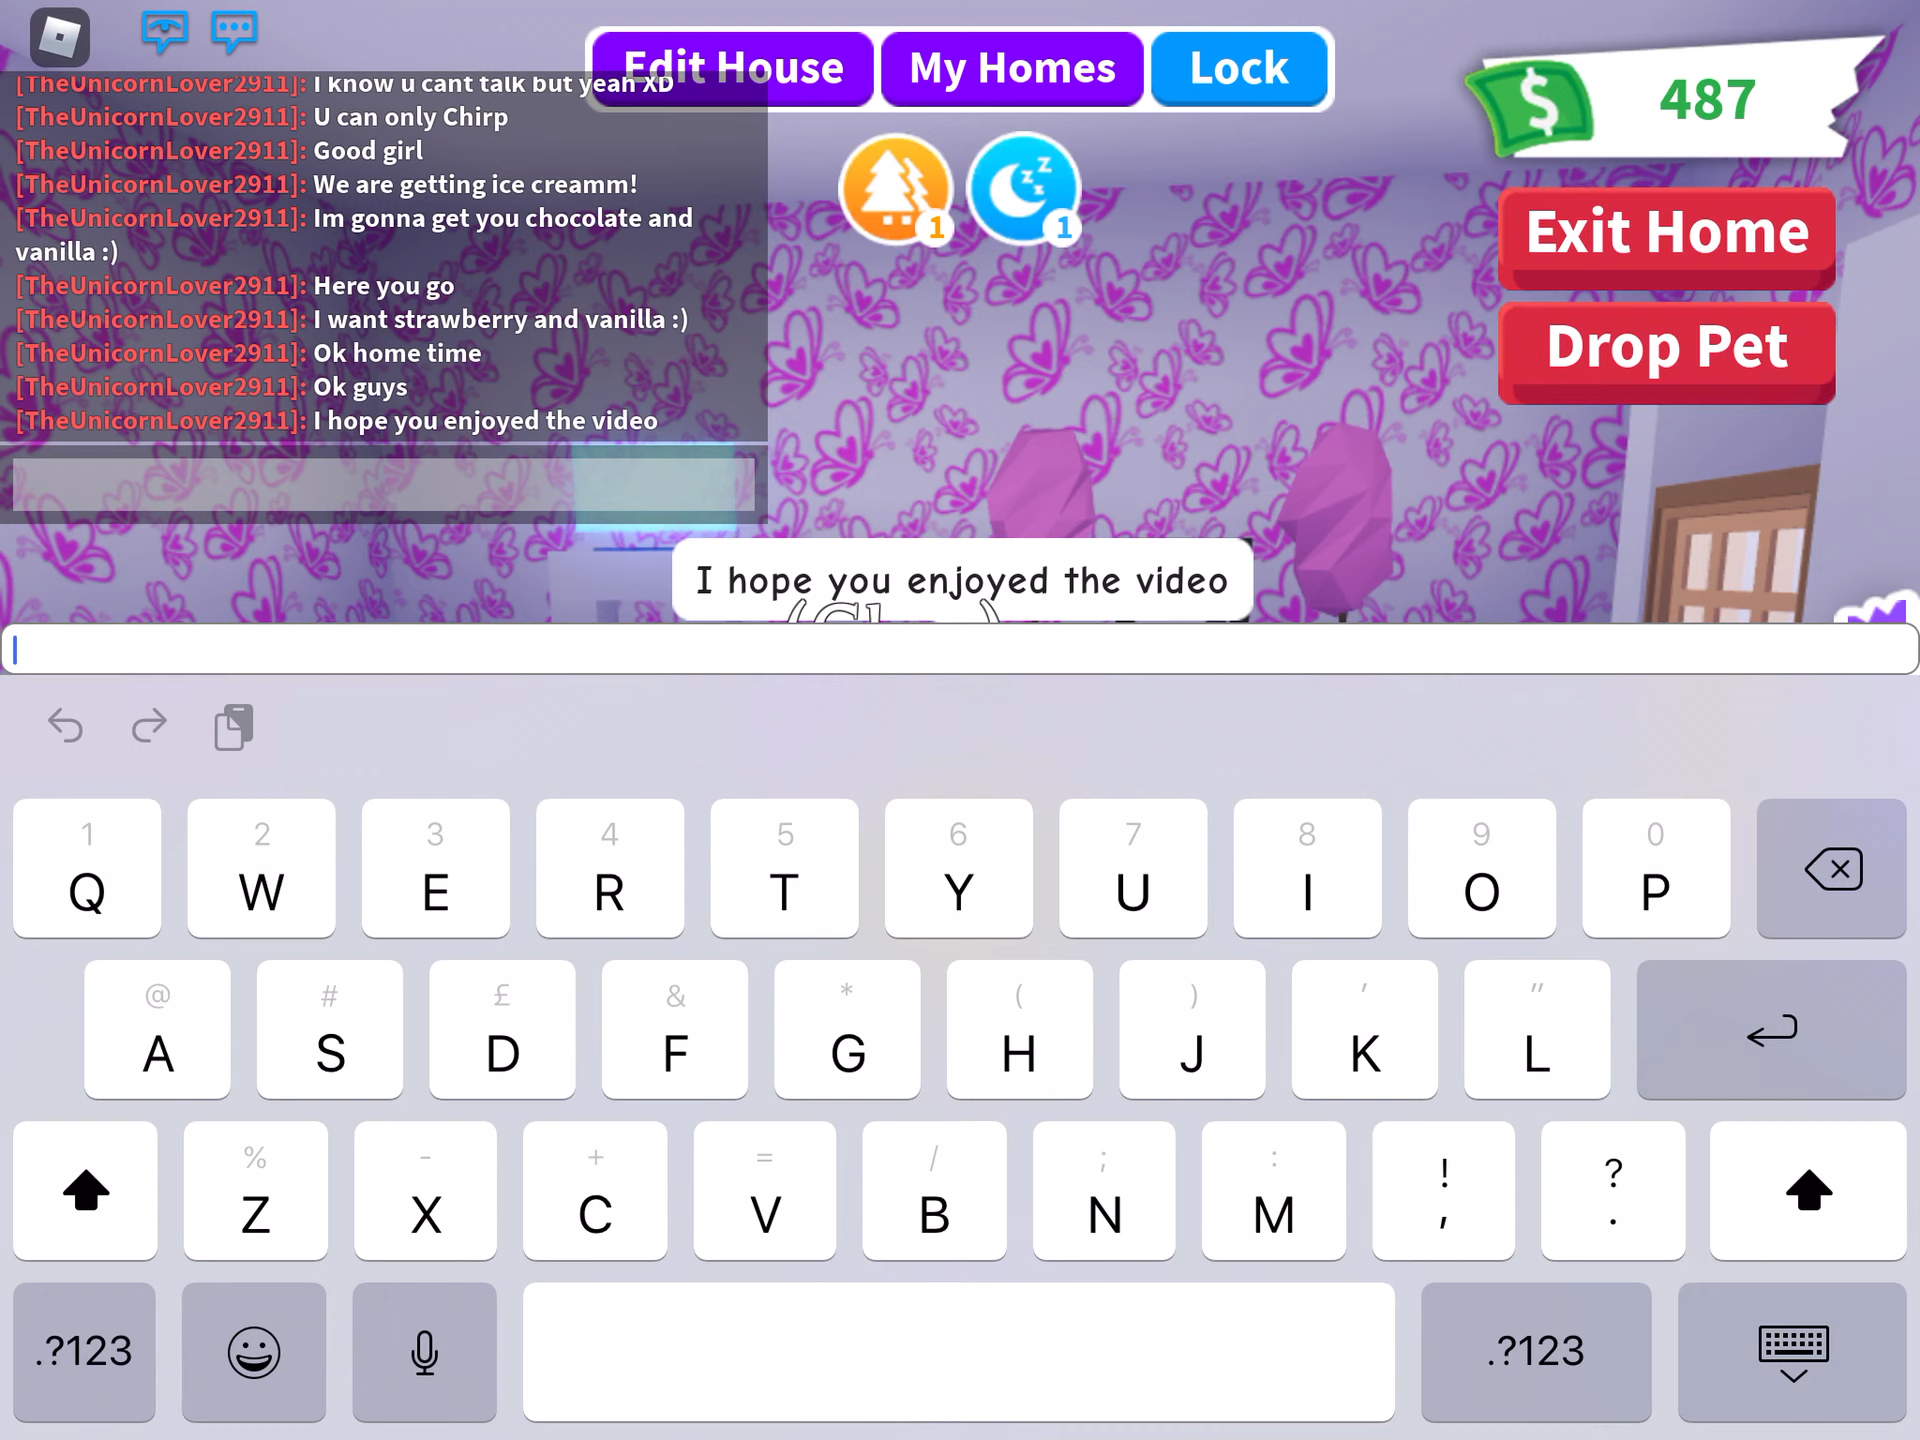 Edit House
My Homes
Lock
487
[TheUnicornLover2911]: I know u cant talk but yeah XD
[TheUnicornLover2911]: U can only Chirp
[TheUnicornLover2911]: Good girl
[TheUnicornLover2911]: We are getting ice creamm!
[TheUnicornLover2911]: Im gonna get you chocolate and
vanilla :)
[TheUnicornLover2911]: Here you go
[TheUnicornLover2911]: I want strawberry and vanilla :)
[TheUnicornLover2911]: Ok home time
[TheUnicornLover2911]: Ok guys
[TheUnicornLover2911]: I hope you enjoyed the video
1
1
Exit Home
Drop Pet
I hope you enjoyed the video
1 2 3 4 5 6 7 8 9 0
Q W E R T Y U I O P
@ # £ & * ( ) ' "
A S D F G H J K L
% - + = / ; : ! ?
Z X C V B N M , .
.?123 .?123